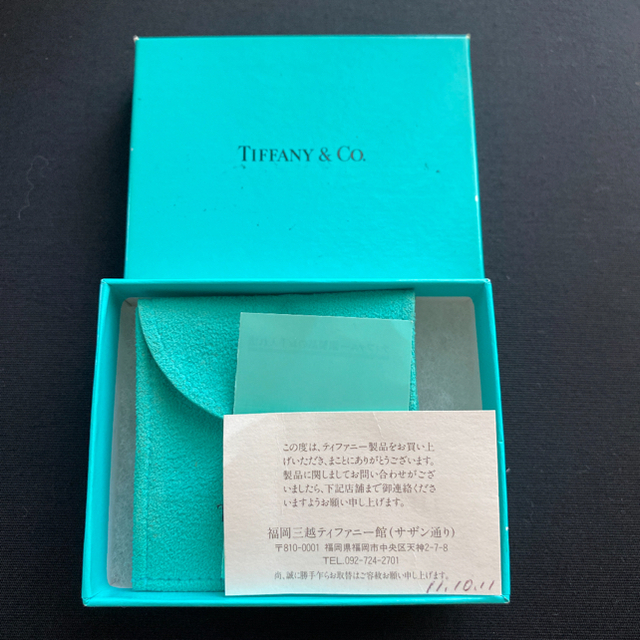 TIFFANY & CO.
この度は、ティファニー製品をお買い上
げいただき、まことにありがとうございます。
製品に関しましてお問い合わせがござ
いましたら、下記店舗まで御連絡くださ
いますようお願い申し上げます。
福岡三越ティファニー館(サザン通り)
〒810-0001 福岡県福岡市中央区天神2-7-8
TEL.092-724-2701
尚、誠に勝手乍らお取替はご容赦お願い申し上げます。
11.10.11